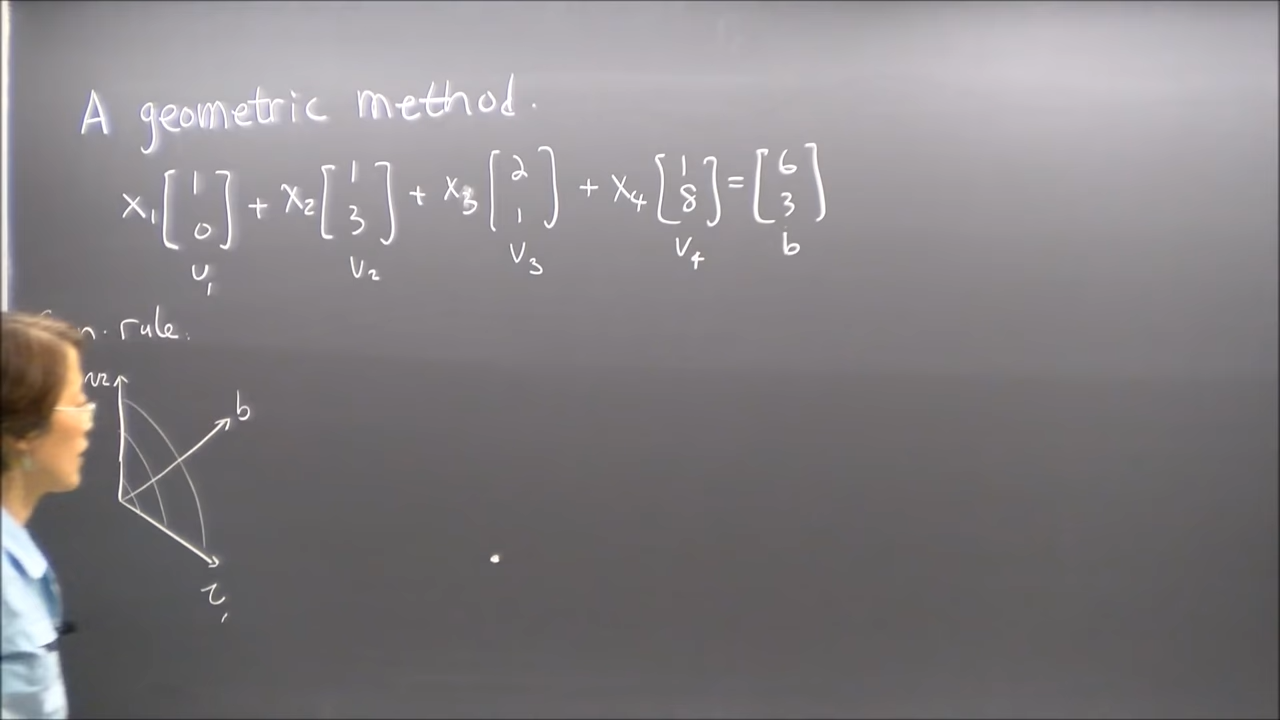 A geometric method.
x₁ [1 0] + x₂ [1 3] + x₃ [2 1] + x₄ [1 8] = [6 3]
v₁ v₂ v₃ v₄ b
rule.
v₂
b
v₁